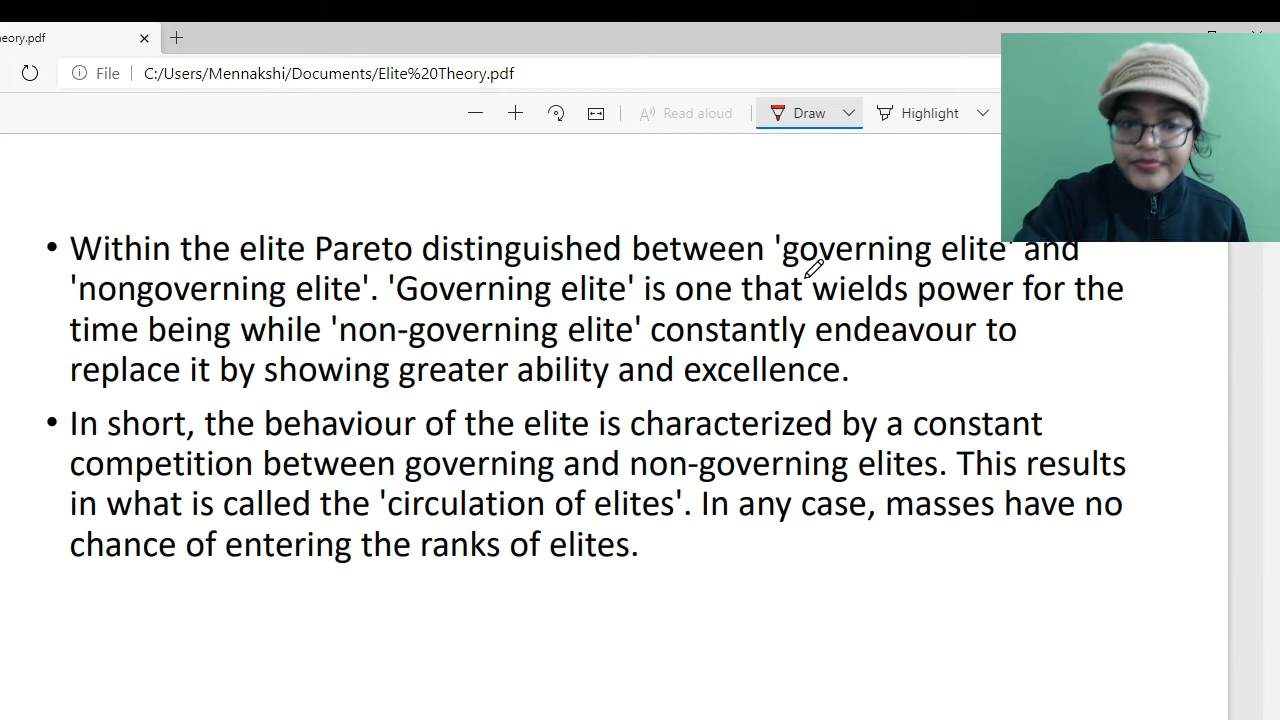 eory.pdf
File
C:/Users/Mennakshi/Documents/Elite%20Theory.pdf
Read aloud
Draw
Highlight
• Within the elite Pareto distinguished between 'governing elite' and
'nongoverning elite'. 'Governing elite' is one that wields power for the
time being while 'non-governing elite' constantly endeavour to
replace it by showing greater ability and excellence.
• In short, the behaviour of the elite is characterized by a constant
competition between governing and non-governing elites. This results
in what is called the 'circulation of elites'. In any case, masses have no
chance of entering the ranks of elites.